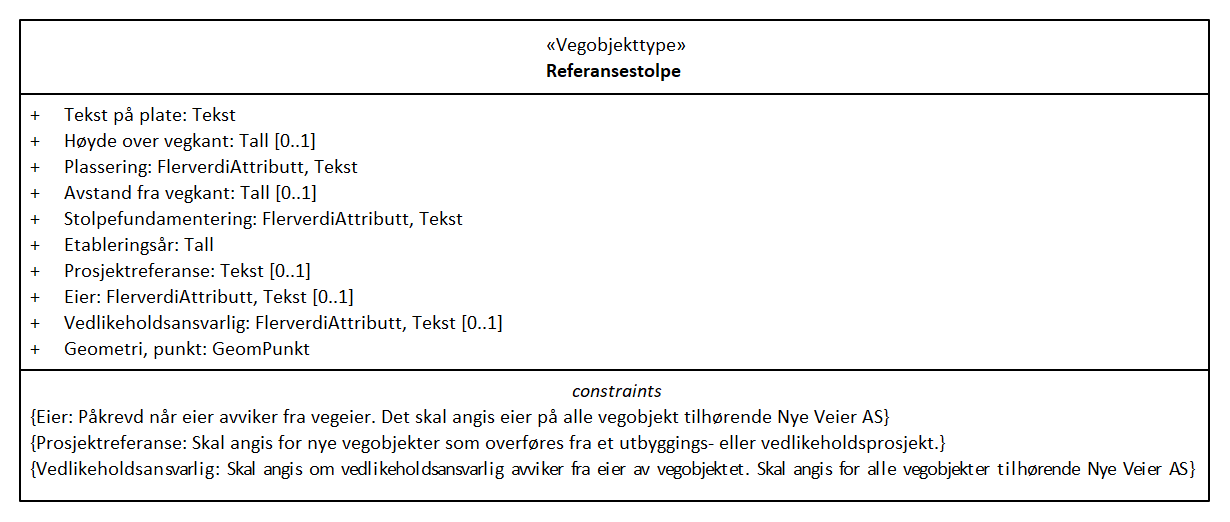 «Vegobjekttype»
Referansestolpe
+ Tekst på plate: Tekst
+ Høyde over vegkant: Tall [0..1]
+ Plassering: FlerverdiAttributt, Tekst
+ Avstand fra vegkant: Tall [0..1]
+ Stolpefundamentering: FlerverdiAttributt, Tekst
+ Etableringsår: Tall
+ Prosjektreferanse: Tekst [0..1]
+ Eier: FlerverdiAttributt, Tekst [0..1]
+ Vedlikeholdsansvarlig: FlerverdiAttributt, Tekst [0..1]
+ Geometri, punkt: GeomPunkt
constraints
{Eier: Påkrevd når eier avviker fra vegeier. Det skal angis eier på alle vegobjekt tilhørende Nye Veier AS}
{Prosjektreferanse: Skal angis for nye vegobjekter som overføres fra et utbyggings- eller vedlikeholdsprosjekt.}
{Vedlikeholdsansvarlig: Skal angis om vedlikeholdsansvarlig avviker fra eier av vegobjektet. Skal angis for alle vegobjekter tilhørende Nye Veier AS}